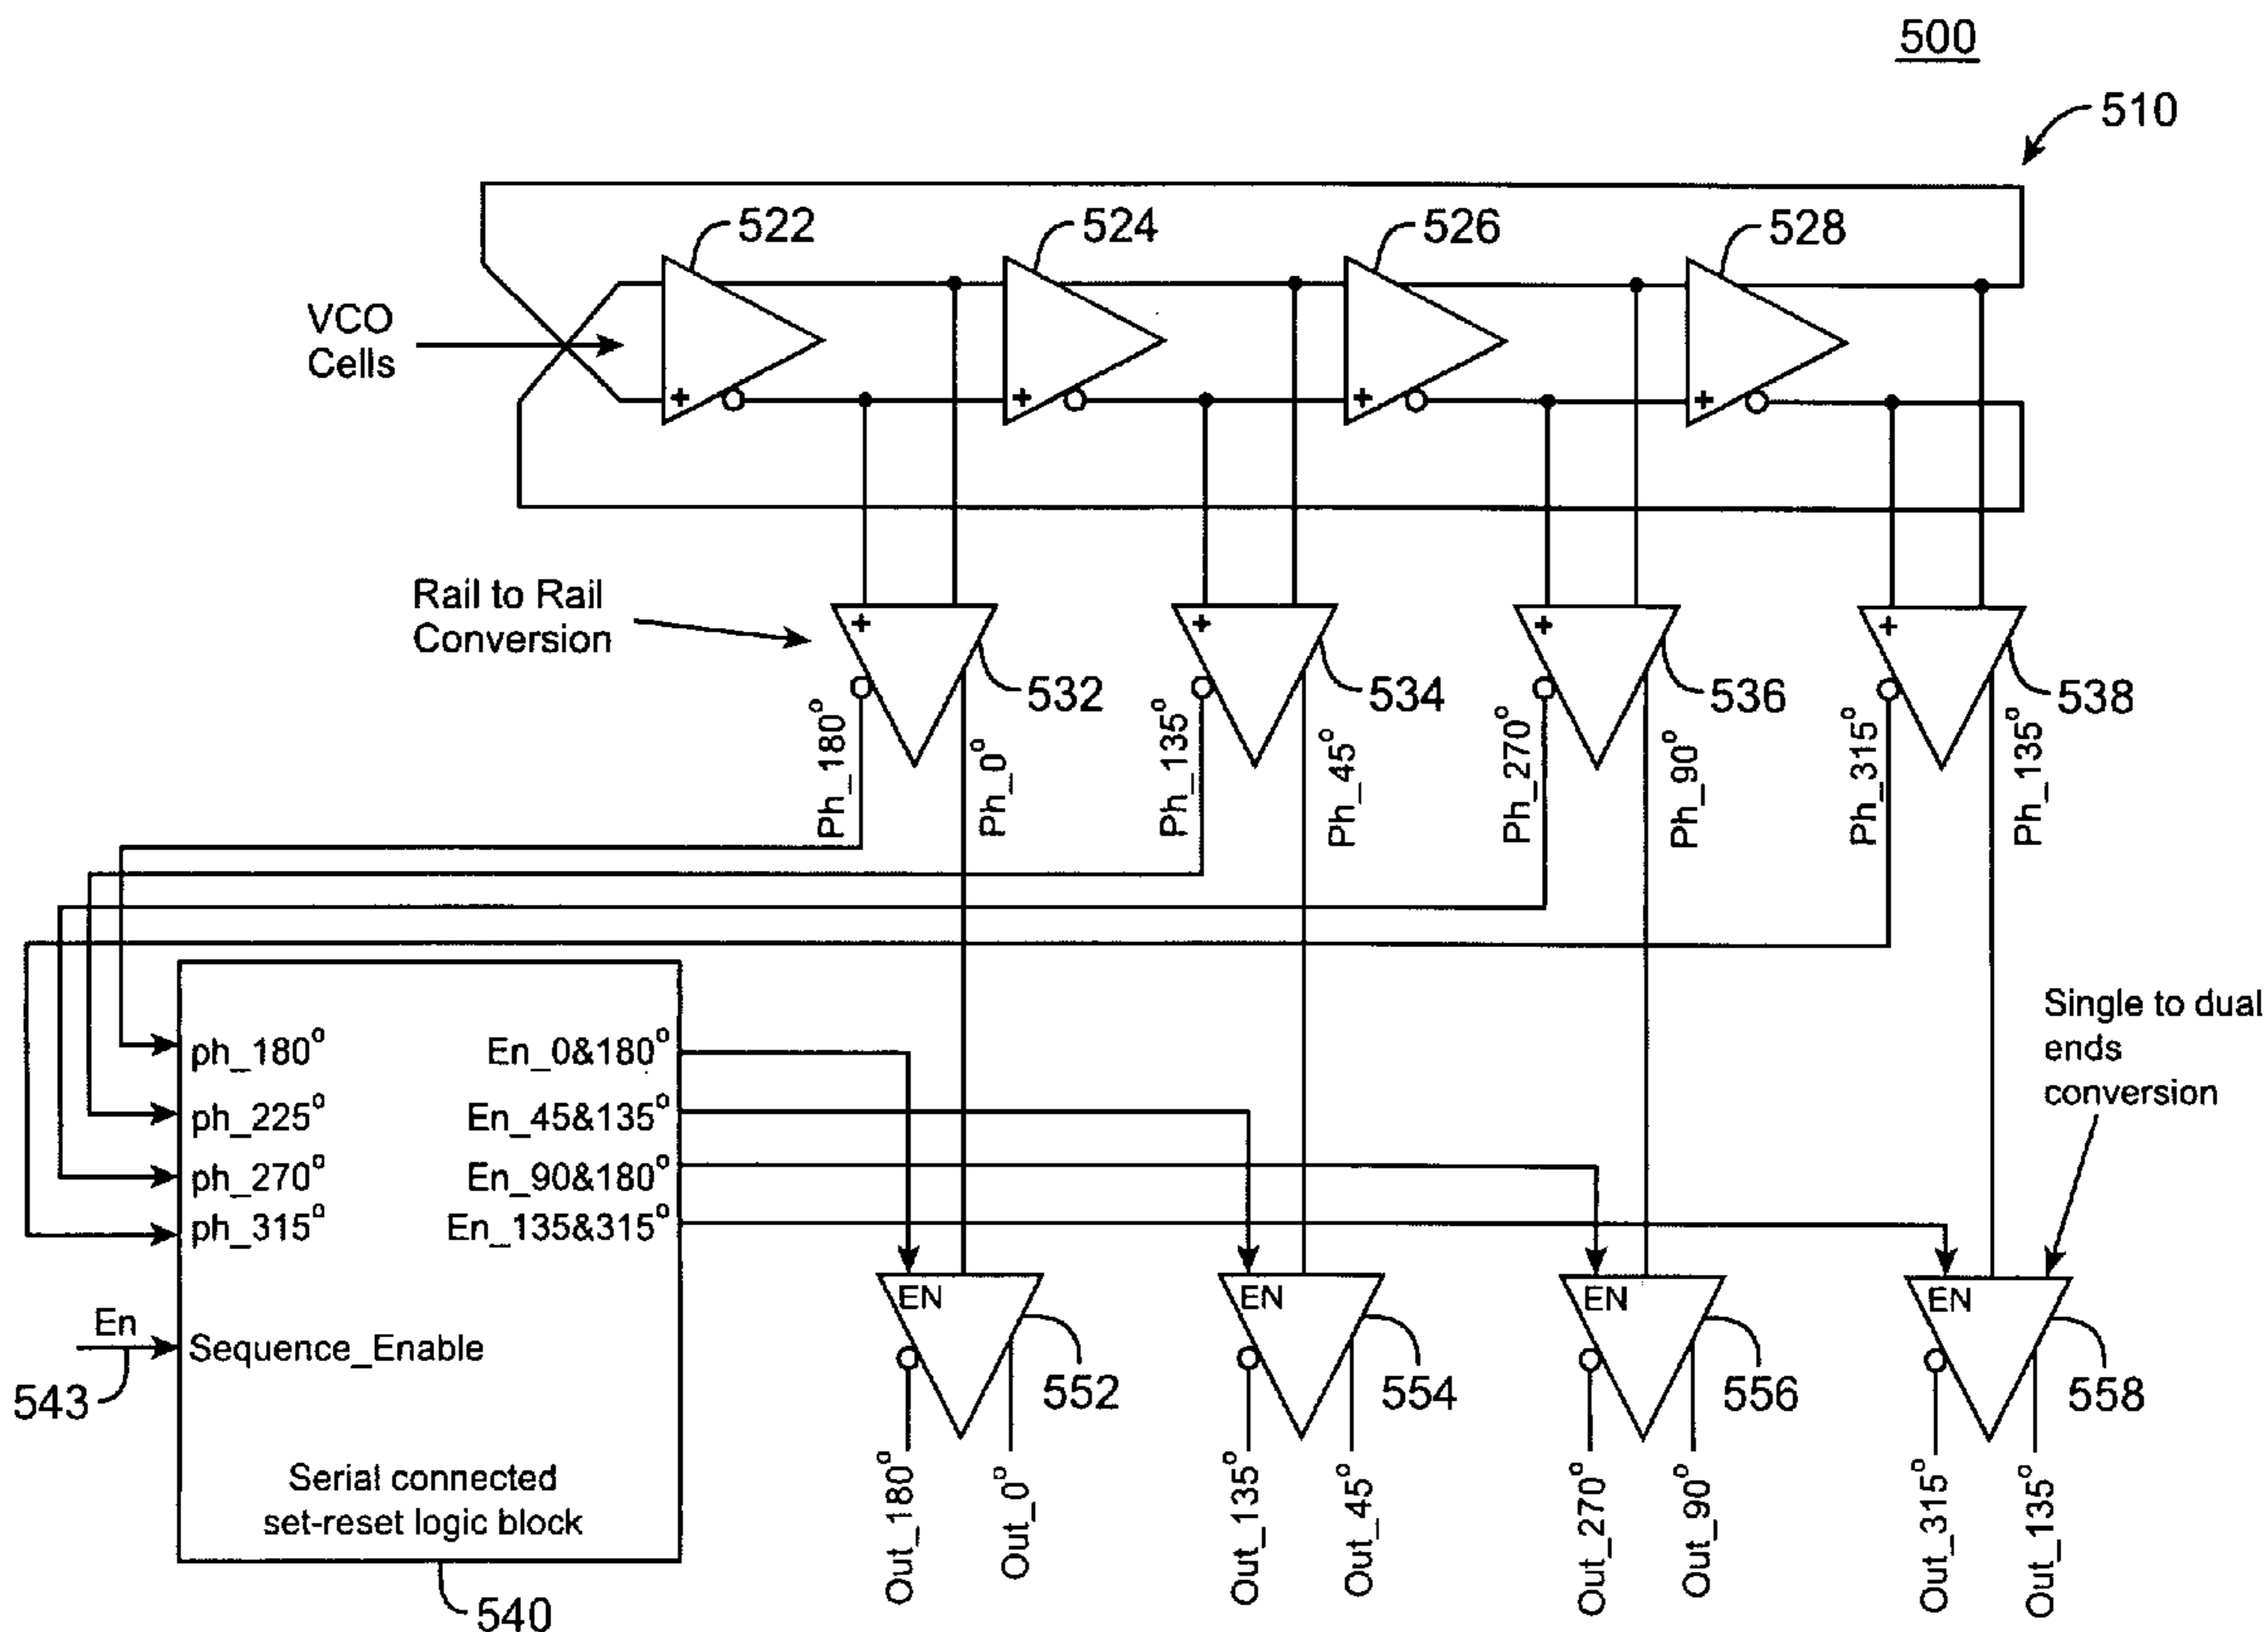 500
510
522
524
526
528
VCO
Cells
+
+
+
+
Rail to Rail
Conversion
+
+
+
+
532
534
536
538
Ph_180°
Ph_0°
Ph_135°
Ph_45°
Ph_270°
Ph_90°
Ph_315°
Ph_135°
Single to dual
ends
conversion
ph_180°
En_0&180°
ph_225°
En_45&135°
ph_270°
En_90&180°
ph_315°
En_135&315°
EN
EN
EN
EN
En
Sequence_Enable
543
552
554
556
558
Serial connected
set-reset logic block
Out_180°
Out_0°
Out_135°
Out_45°
Out_270°
Out_90°
Out_315°
Out_135°
540